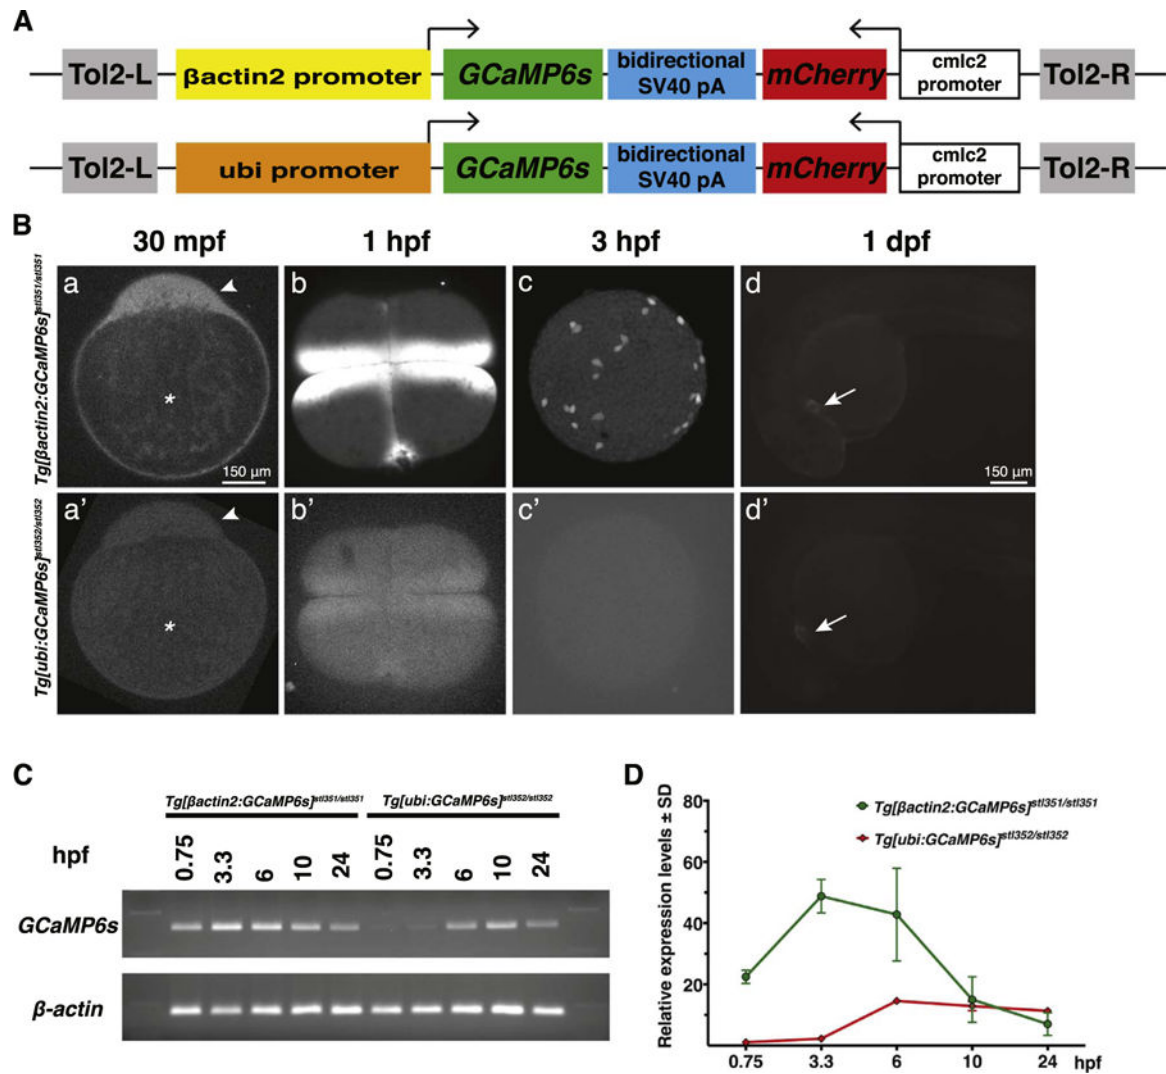 A
Tol2-L βactin2 promoter GCaMP6s bidirectional SV40 pA mCherry cmlc2 promoter Tol2-R
Tol2-L ubi promoter GCaMP6s bidirectional SV40 pA mCherry cmlc2 promoter Tol2-R
B
30 mpf 1 hpf 3 hpf 1 dpf
Tg[βactin2:GCaMP6s]stl351/stl351
a b c d
* 
150 µm 150 µm
Tg[ubi:GCaMP6s]stl352/stl352
a' b' c' d'
*
C
Tg[βactin2:GCaMP6s]stl351/stl351 Tg[ubi:GCaMP6s]stl352/stl352
hpf 0.75 3.3 6 10 24 0.75 3.3 6 10 24
GCaMP6s
β-actin
D
Relative expression levels ± SD
80
60
40
20
Tg[βactin2:GCaMP6s]stl351/stl351
Tg[ubi:GCaMP6s]stl352/stl352
0.75 3.3 6 10 24 hpf